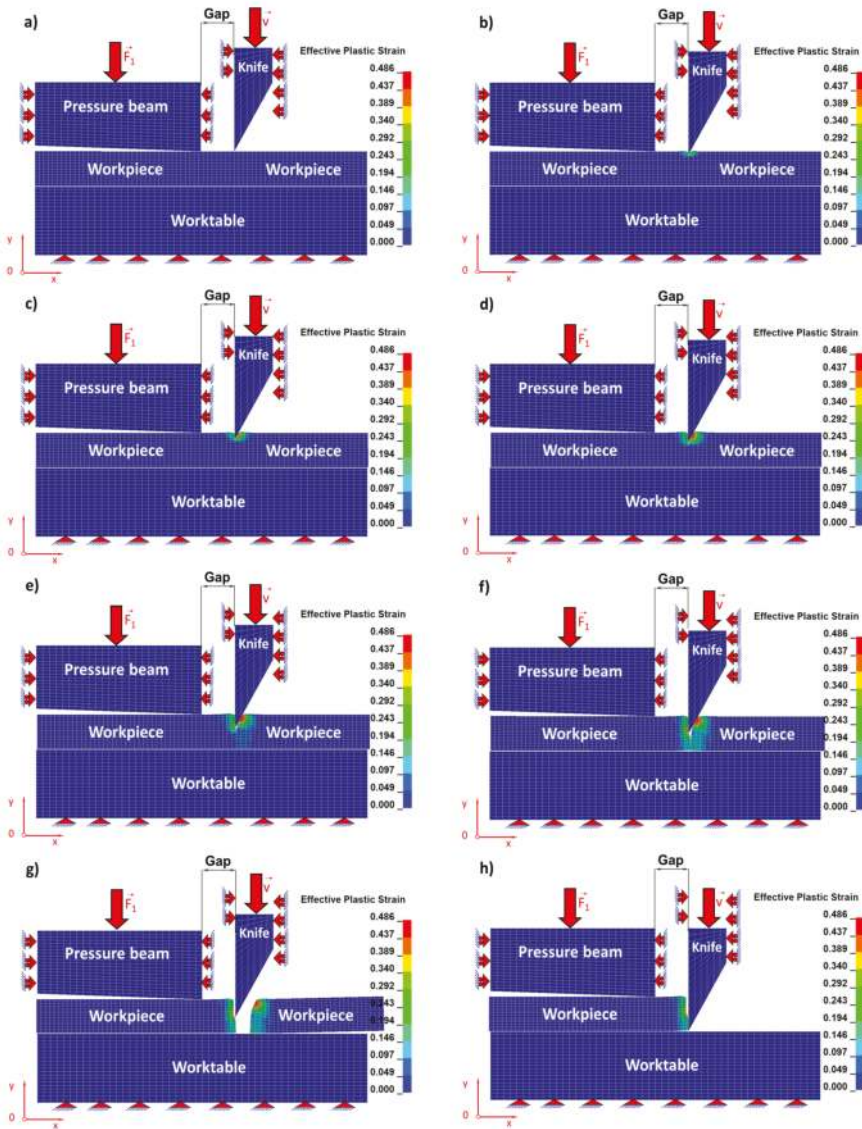 a)
Gap
v
Effective Plastic Strain
F1
Knife
Pressure beam
Workpiece Workpiece
Worktable
0.486
0.437
0.389
0.340
0.292
0.243
0.194
0.146
0.097
0.049
0.000
y
0 x
b)
Gap
v
Effective Plastic Strain
F1
Knife
Pressure beam
Workpiece Workpiece
Worktable
0.486
0.437
0.389
0.340
0.292
0.243
0.194
0.146
0.097
0.049
0.000
y
0 x
c)
Gap
v
Effective Plastic Strain
F1
Knife
Pressure beam
Workpiece Workpiece
Worktable
0.486
0.437
0.389
0.340
0.292
0.243
0.194
0.146
0.097
0.049
0.000
y
0 x
d)
Gap
v
Effective Plastic Strain
F1
Knife
Pressure beam
Workpiece Workpiece
Worktable
0.486
0.437
0.389
0.340
0.292
0.243
0.194
0.146
0.097
0.049
0.000
y
0 x
e)
Gap
v
Effective Plastic Strain
F1
Knife
Pressure beam
Workpiece Workpiece
Worktable
0.486
0.437
0.389
0.340
0.292
0.243
0.194
0.146
0.097
0.049
0.000
y
0 x
f)
Gap
v
Effective Plastic Strain
F1
Knife
Pressure beam
Workpiece Workpiece
Worktable
0.486
0.437
0.389
0.340
0.292
0.243
0.194
0.146
0.097
0.049
0.000
y
0 x
g)
Gap
v
Effective Plastic Strain
F1
Knife
Pressure beam
Workpiece Workpiece
Worktable
0.486
0.437
0.389
0.340
0.292
0.243
0.194
0.146
0.097
0.049
0.000
y
0 x
h)
Gap
v
Effective Plastic Strain
F1
Knife
Pressure beam
Workpiece
Worktable
0.486
0.437
0.389
0.340
0.292
0.243
0.194
0.146
0.097
0.049
0.000
y
0 x